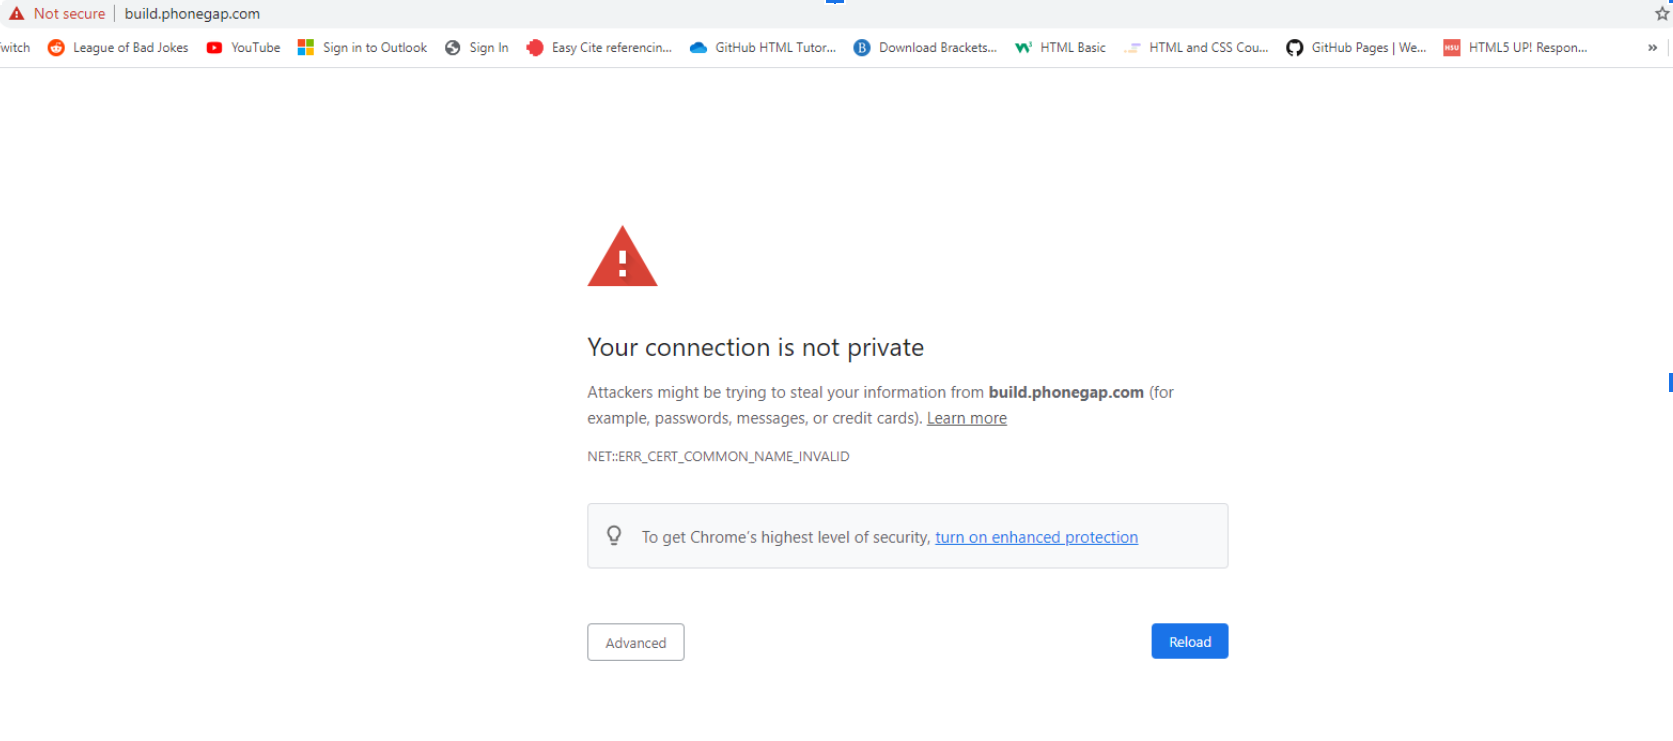 Not secure | build.phonegap.com
witch League of Bad Jokes YouTube Sign in to Outlook Sign In Easy Cite referencin... GitHub HTML Tutor... B Download Brackets... W³ HTML Basic HTML and CSS Cou... GitHub Pages | We... HSU HTML5 UP! Respon... »
Your connection is not private
Attackers might be trying to steal your information from build.phonegap.com (for
example, passwords, messages, or credit cards). Learn more
NET::ERR_CERT_COMMON_NAME_INVALID
To get Chrome's highest level of security, turn on enhanced protection
Advanced Reload